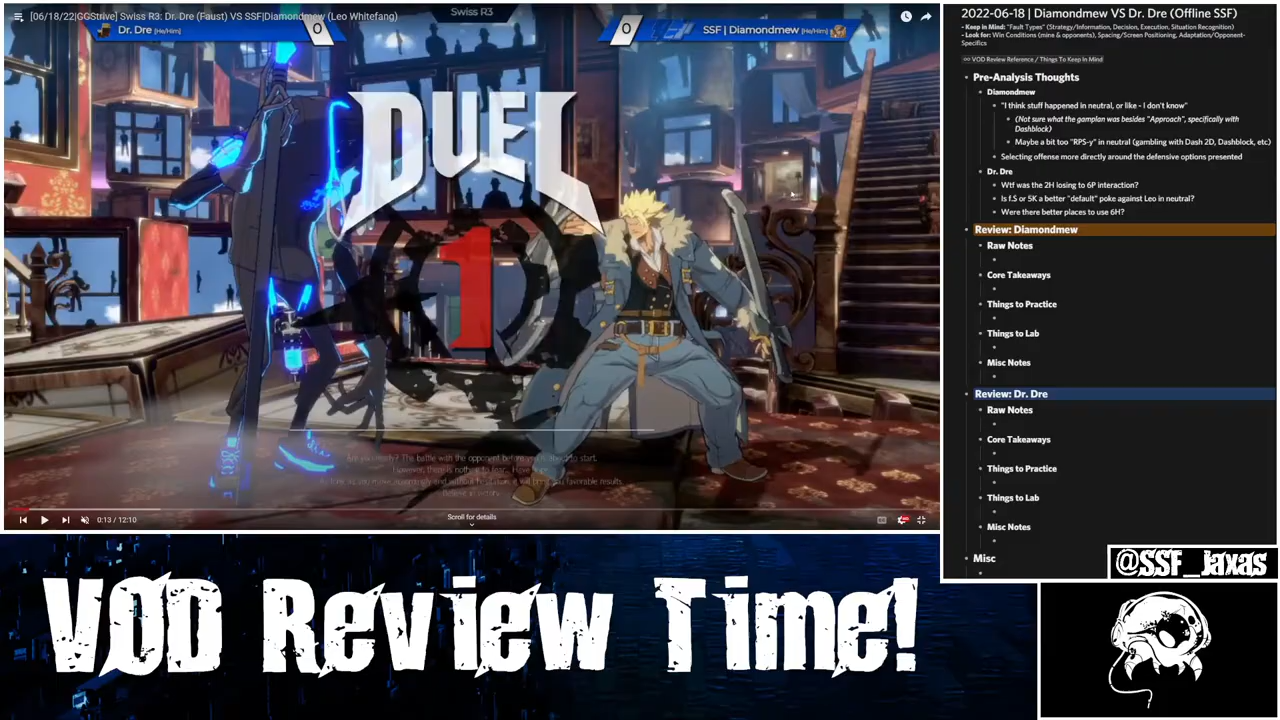 [06/18/22|GGStrive] Swiss R3: Dr. Dre (Faust) VS SSF|Diamondmew (Leo Whitefang)
Swiss R3
Dr. Dre [He/Him]
0
0
SSF | Diamondmew [He/Him]
DUEL
1
0:13 / 12:10
Scroll for details
2022-06-18 | Diamondmew VS Dr. Dre (Offline SSF)
- Keep in Mind: "Fault Types" (Strategy/Information, Decision, Execution, Situation Recognition)
- Look for: Win Conditions (mine & opponents), Spacing/Screen Positioning, Adaptation/Opponent-
Specifics
VOD Review Reference / Things To Keep In Mind
Pre-Analysis Thoughts
Diamondmew
"I think stuff happened in neutral, or like - I don't know"
(Not sure what the gamplan was besides "Approach", specifically with
Dashblock)
Maybe a bit too "RPS-y" in neutral (gambling with Dash 2D, Dashblock, etc)
Selecting offense more directly around the defensive options presented
Dr. Dre
Wtf was the 2H losing to 6P interaction?
Is f.S or 5K a better "default" poke against Leo in neutral?
Were there better places to use 6H?
Review: Diamondmew
Raw Notes
Core Takeaways
Things to Practice
Things to Lab
Misc Notes
Review: Dr. Dre
Raw Notes
Core Takeaways
Things to Practice
Things to Lab
Misc Notes
Misc
@SSF_Jaxas
VOD Review Time!